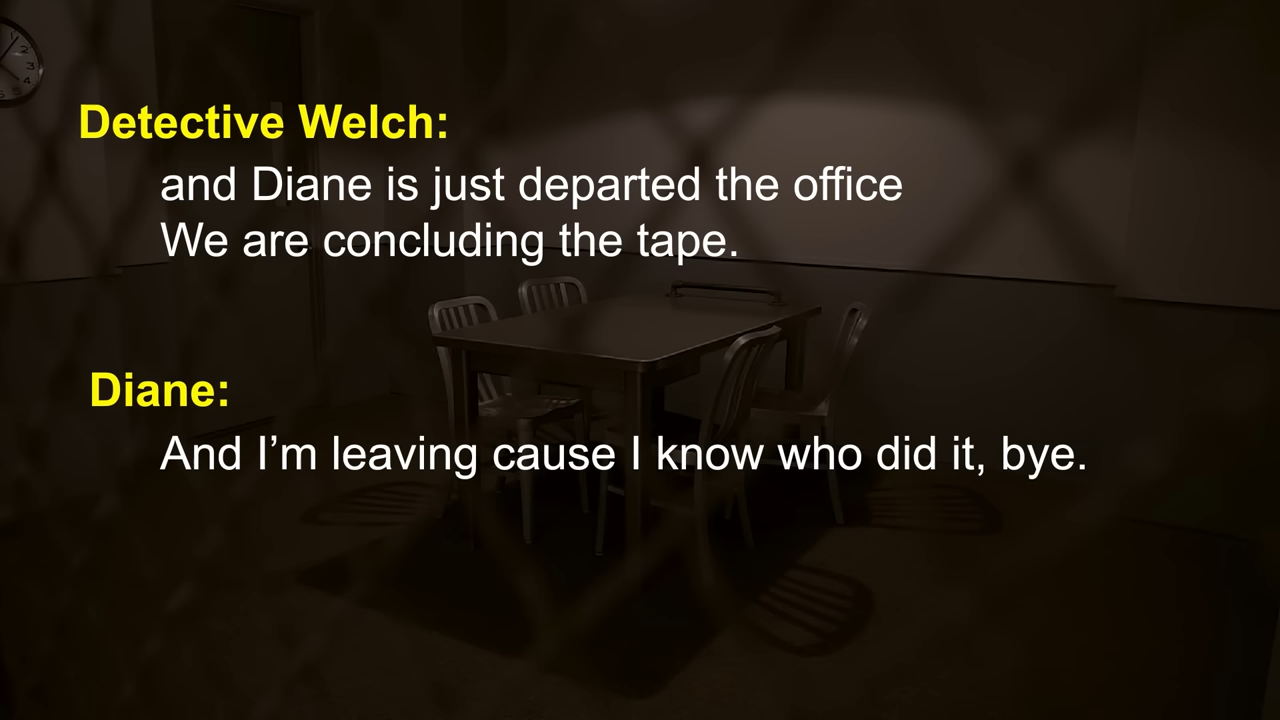 Detective Welch:
and Diane is just departed the office
We are concluding the tape.
Diane:
And I’m leaving cause I know who did it, bye.